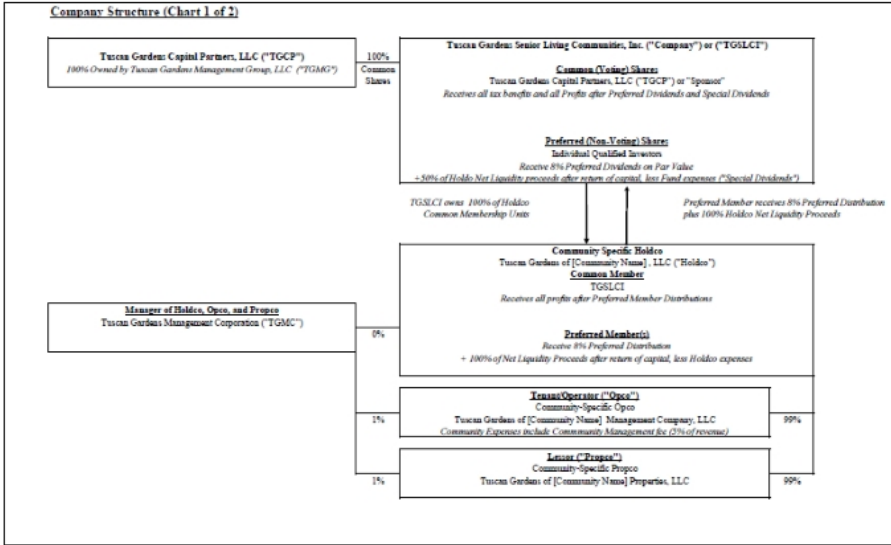 Company Structure (Chart 1 of 2)
Tuscan Gardens Capital Partners, LLC ("TGCP")
100% Owned by Tuscan Gardens Management Group, LLC ("TGMG")
100%
Common
Shares
Tuscan Gardens Senior Living Communities, Inc. ("Company") or ("TGSLCI")
Common (Voting) Shares
Tuscan Gardens Capital Partners, LLC ("TGCP") or "Sponsor"
Receives all tax benefits and all Profits after Preferred Dividends and Special Dividends
Preferred (Non-Voting) Shares
Individual Qualified Investors
Receive 8% Preferred Dividends on Par Value
+50% of Holdo Net Liquidity proceeds after return of capital, less Fund expenses ("Special Dividends")
TGSLCI owns 100% of Holdco
Common Membership Units
Preferred Member receives 8% Preferred Distribution
plus 100% Holdco Net Liquidity Proceeds
Community Specific Holdco
Tuscan Gardens of [Community Name] , LLC ("Holdco")
Common Member
TGSLCI
Receives all profits after Preferred Member Distributions
Preferred Member(s)
Receive 8% Preferred Distribution
+ 100% of Net Liquidity Proceeds after return of capital, less Holdco expenses
Manager of Holdco, Opco, and Propco
Tuscan Gardens Management Corporation ("TGMC")
0%
Tenant/Operator ("Opco")
Community-Specific Opco
Tuscan Gardens of [Community Name] Management Company, LLC
Community Expenses include Commmunity Management fee (5% of revenue)
1%
99%
Lessor ("Propco")
Community-Specific Propco
Tuscan Gardens of [Community Name] Properties, LLC
1%
99%